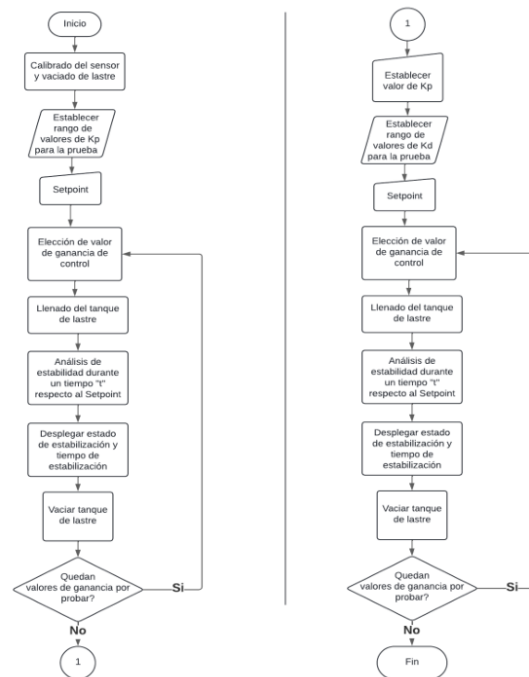 Inicio
Calibrado del sensor
y vaciado de lastre
Establecer
rango de
valores de Kp
para la prueba
Setpoint
Elección de valor
de ganancia de
control
Llenado del tanque
de lastre
Análisis de
estabilidad durante
un tiempo "t"
respecto al Setpoint
Desplegar estado
de estabilización y
tiempo de
estabilización
Vaciar tanque
de lastre
Quedan
valores de ganancia por
probar?
Si
No
1
1
Establecer
valor de Kp
Establecer
rango de
valores de Kd
para la prueba
Setpoint
Elección de valor
de ganancia de
control
Llenado del tanque
de lastre
Análisis de
estabilidad durante
un tiempo "t"
respecto al Setpoint
Desplegar estado
de estabilización y
tiempo de
estabilización
Vaciar tanque
de lastre
Quedan
valores de ganancia por
probar?
Si
No
Fin